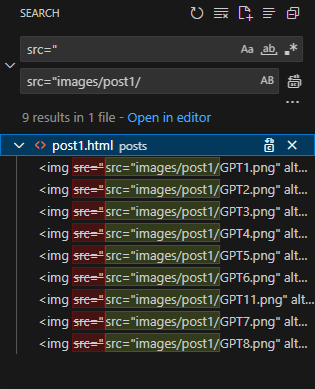 SEARCH
src="
Aa ab .*
src="images/post1/
AB
...
9 results in 1 file - Open in editor
<> post1.html posts
<img src="src="images/post1/GPT1.png" alt...
<img src="src="images/post1/GPT2.png" alt...
<img src="src="images/post1/GPT3.png" alt...
<img src="src="images/post1/GPT4.png" alt...
<img src="src="images/post1/GPT5.png" alt...
<img src="src="images/post1/GPT6.png" alt...
<img src="src="images/post1/GPT11.png" alt...
<img src="src="images/post1/GPT7.png" alt...
<img src="src="images/post1/GPT8.png" alt...